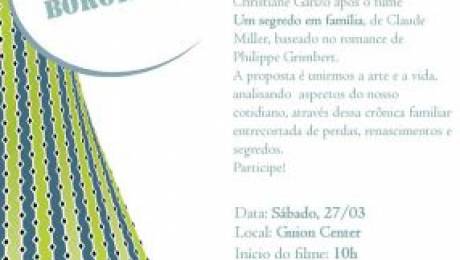 Christiane Ganzo após o filme
Um segredo em família, de Claude
Miller, baseado no romance de
Philippe Grimbert.
A proposta é unirmos a arte e a vida,
analisando aspectos do nosso
cotidiano, através dessa crônica familiar
entrecortada de perdas, renascimentos e
segredos.
Participe!
Data: Sábado, 27/03
Local: Guion Center
Início do filme: 10h